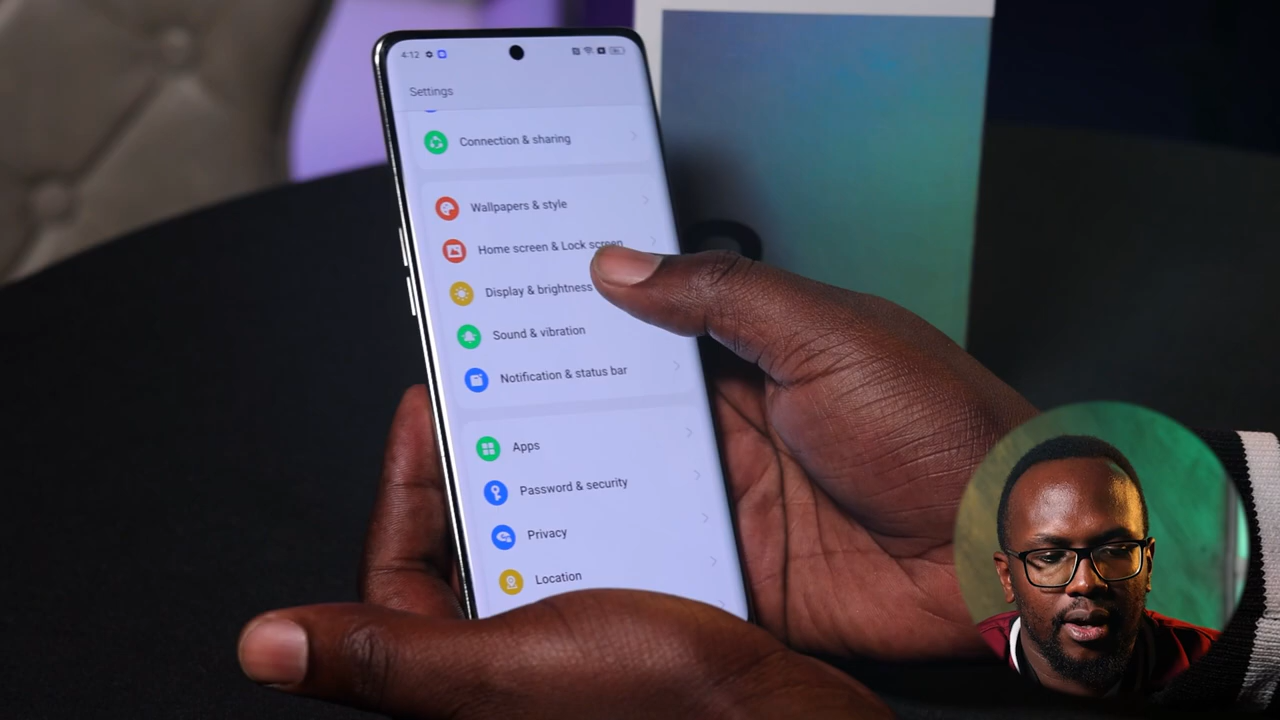 4:12
Settings
Connection & sharing
Wallpapers & style
Home screen & Lock screen
Display & brightness
Sound & vibration
Notification & status bar
Apps
Password & security
Privacy
Location